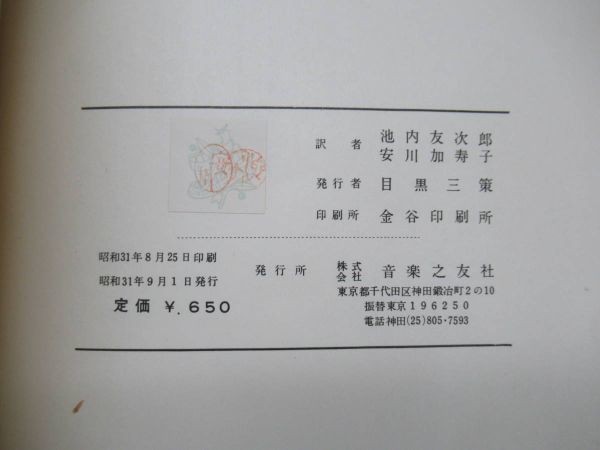 訳者 池内友次郎
安川加寿子
発行者 目黒三策
印刷所 金谷印刷所
昭和31年8月25日印刷
昭和31年9月1日発行
定価 ¥.650
発行所 株式会社 音楽之友社
東京都千代田区神田鍛冶町2の10
振替東京196250
電話神田(25)805·7593